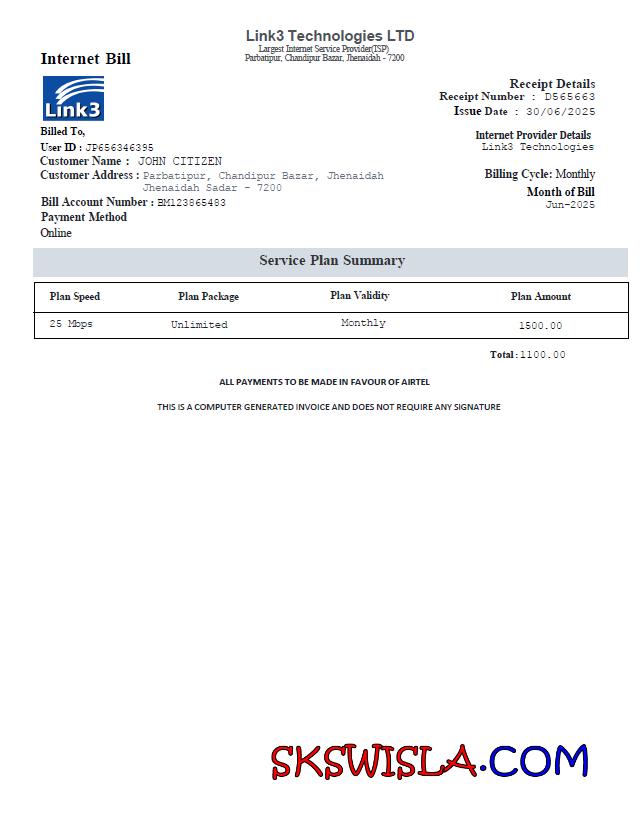 Link3 Technologies LTD
Largest Internet Service Provider(ISP)
Parbatipur, Chandipur Bazar, Jhenaidah - 7200
Internet Bill
Link3
Receipt Details
Receipt Number : D565663
Issue Date : 30/06/2025
Billed To,
User ID : JP656346395
Customer Name : JOHN CITIZEN
Customer Address : Parbatipur, Chandipur Bazar, Jhenaidah
Jhenaidah Sadar - 7200
Bill Account Number : BM123865483
Payment Method
Online
Internet Provider Details
Link3 Technologies
Billing Cycle: Monthly
Month of Bill
Jun-2025
Service Plan Summary
Plan Speed Plan Package Plan Validity Plan Amount
25 Mbps Unlimited Monthly 1500.00
Total :1100.00
ALL PAYMENTS TO BE MADE IN FAVOUR OF AIRTEL
THIS IS A COMPUTER GENERATED INVOICE AND DOES NOT REQUIRE ANY SIGNATURE
SKSWISLA.COM